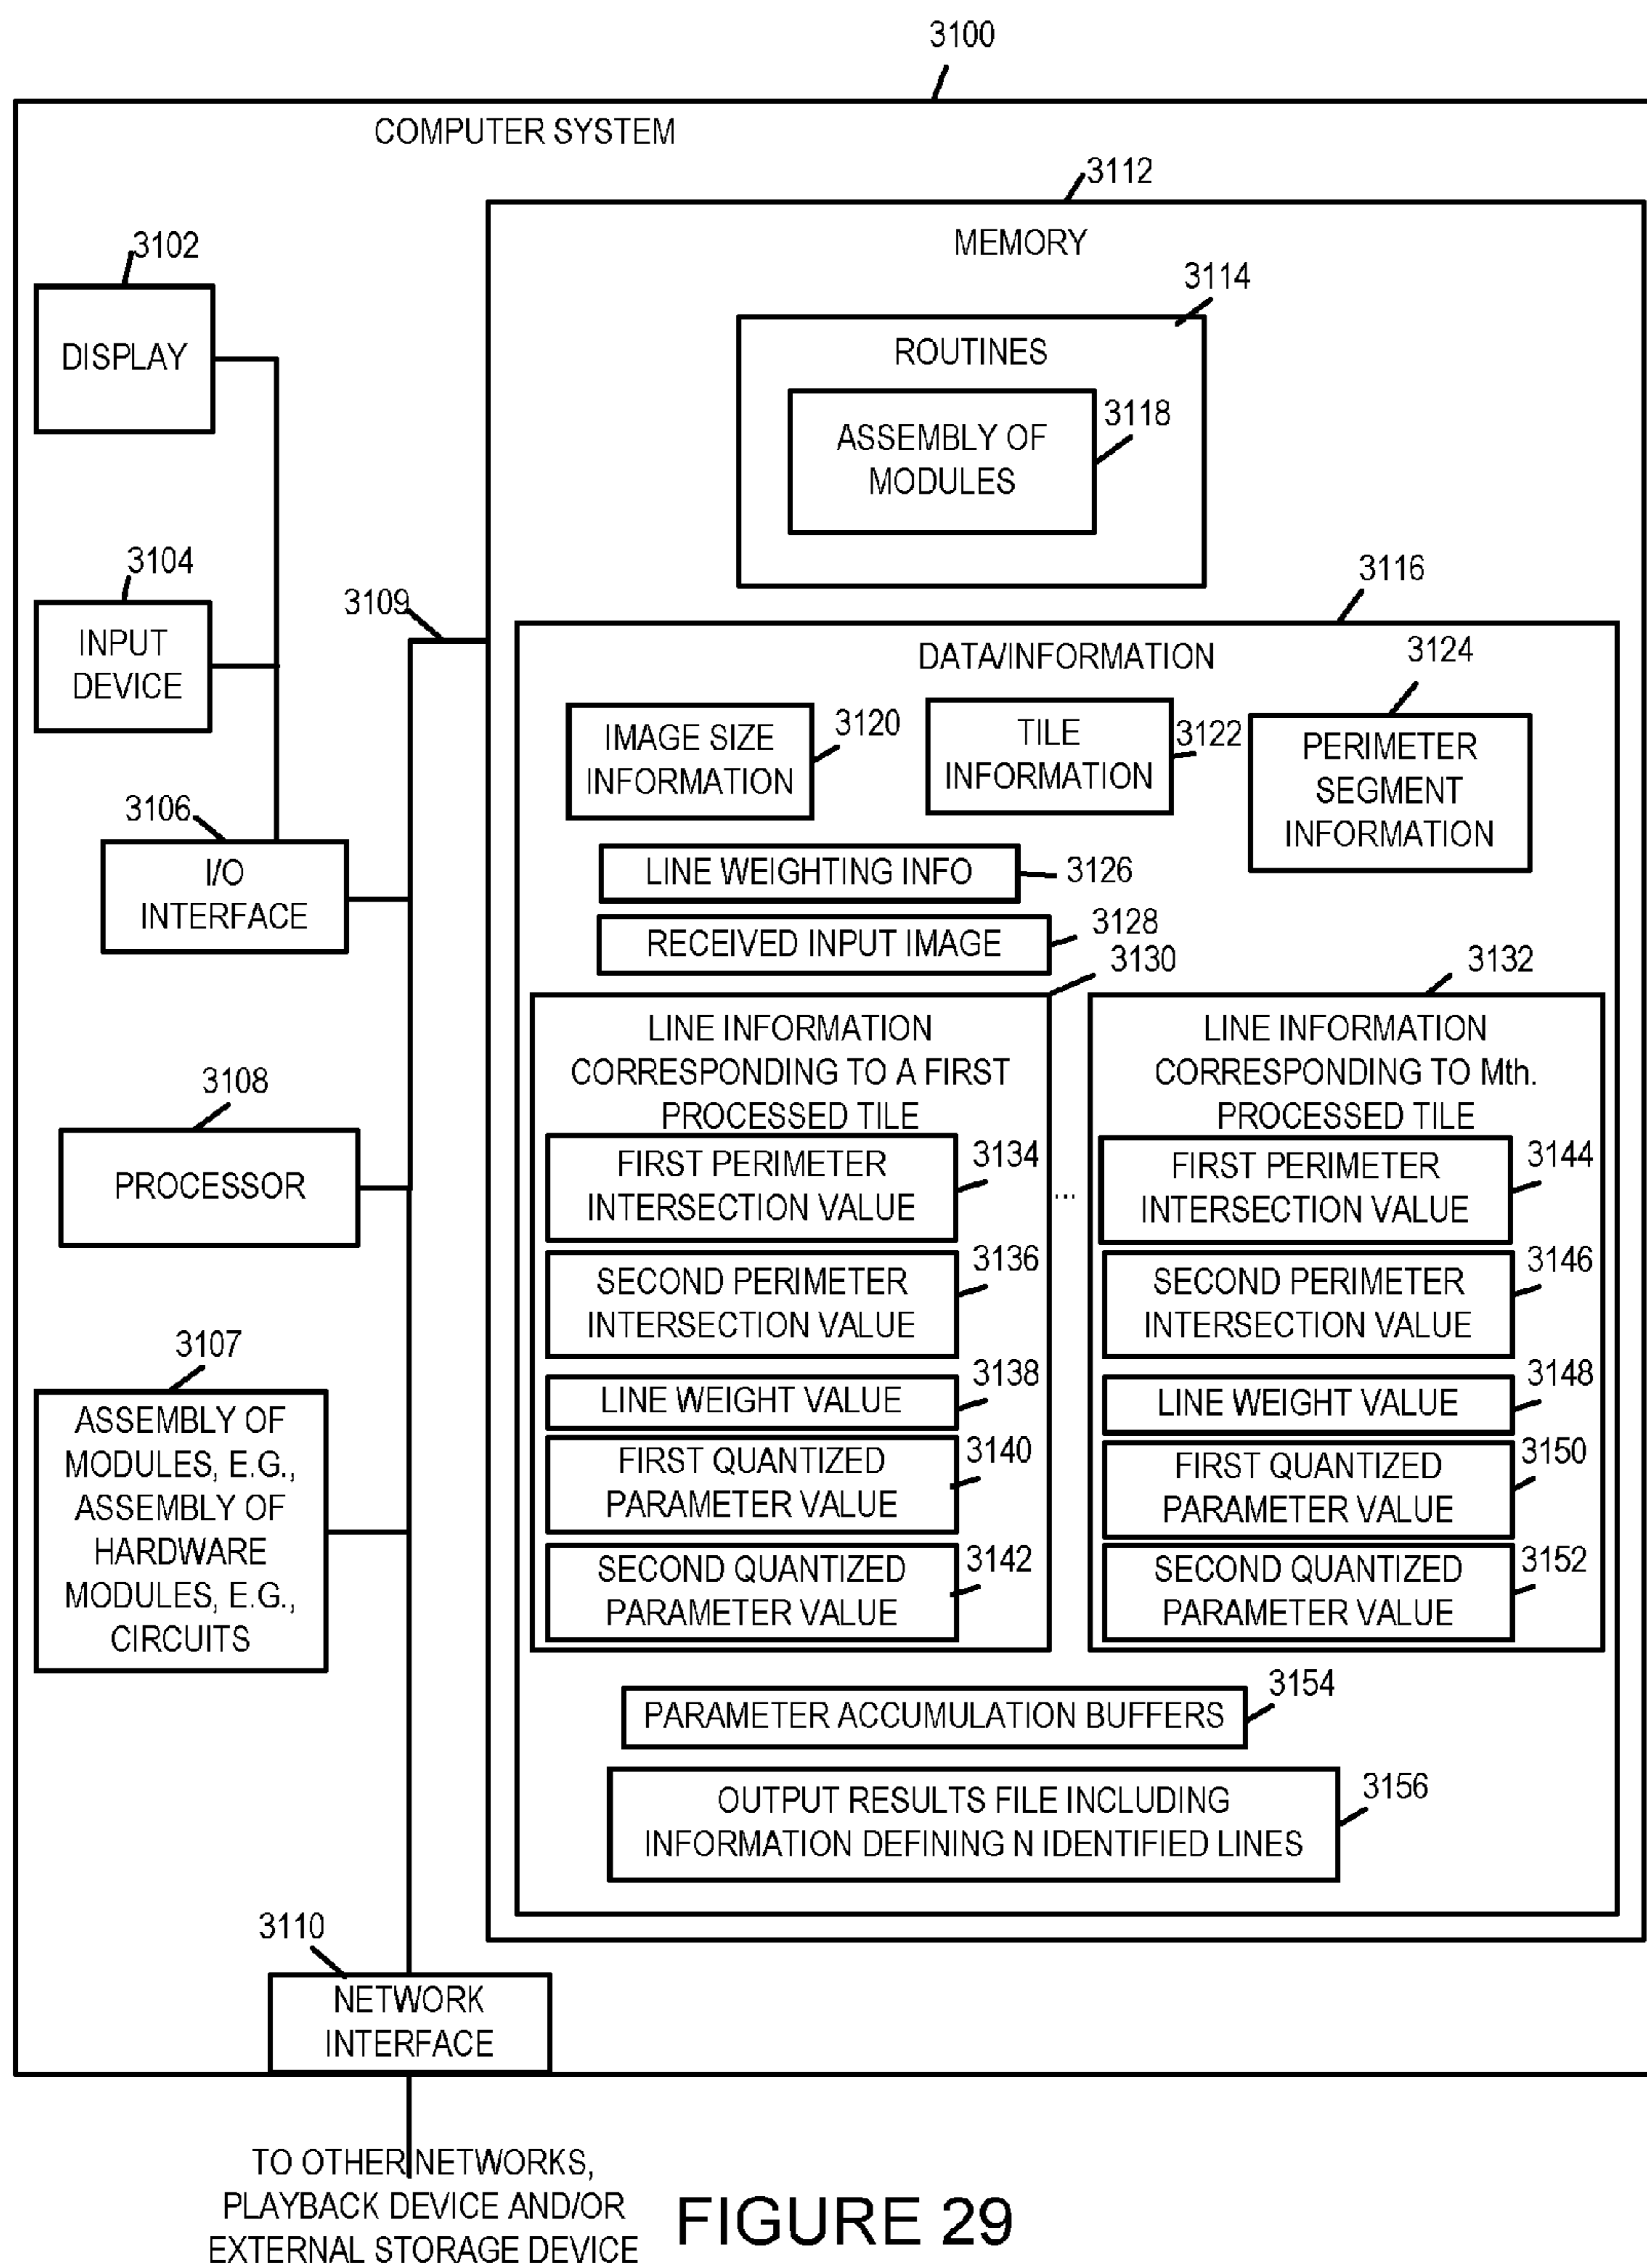 3100
COMPUTER SYSTEM
3112
MEMORY
3102
DISPLAY
3114
ROUTINES
3118
ASSEMBLY OF
MODULES
3104
INPUT
DEVICE
3109
3116
DATA/INFORMATION
3124
3120
IMAGE SIZE
INFORMATION
TILE
INFORMATION
3122
PERIMETER
SEGMENT
INFORMATION
3106
I/O
INTERFACE
LINE WEIGHTING INFO
3126
RECEIVED INPUT IMAGE
3128
3130
3132
LINE INFORMATION
CORRESPONDING TO A FIRST
PROCESSED TILE
FIRST PERIMETER
INTERSECTION VALUE
3134
SECOND PERIMETER
INTERSECTION VALUE
3136
LINE WEIGHT VALUE
3138
FIRST QUANTIZED
PARAMETER VALUE
3140
SECOND QUANTIZED
PARAMETER VALUE
3142
...
LINE INFORMATION
CORRESPONDING TO Mth.
PROCESSED TILE
FIRST PERIMETER
INTERSECTION VALUE
3144
SECOND PERIMETER
INTERSECTION VALUE
3146
LINE WEIGHT VALUE
3148
FIRST QUANTIZED
PARAMETER VALUE
3150
SECOND QUANTIZED
PARAMETER VALUE
3152
3108
PROCESSOR
3107
ASSEMBLY OF
MODULES, E.G.,
ASSEMBLY OF
HARDWARE
MODULES, E.G.,
CIRCUITS
PARAMETER ACCUMULATION BUFFERS
3154
OUTPUT RESULTS FILE INCLUDING
INFORMATION DEFINING N IDENTIFIED LINES
3156
3110
NETWORK
INTERFACE
TO OTHER NETWORKS,
PLAYBACK DEVICE AND/OR
EXTERNAL STORAGE DEVICE
FIGURE 29